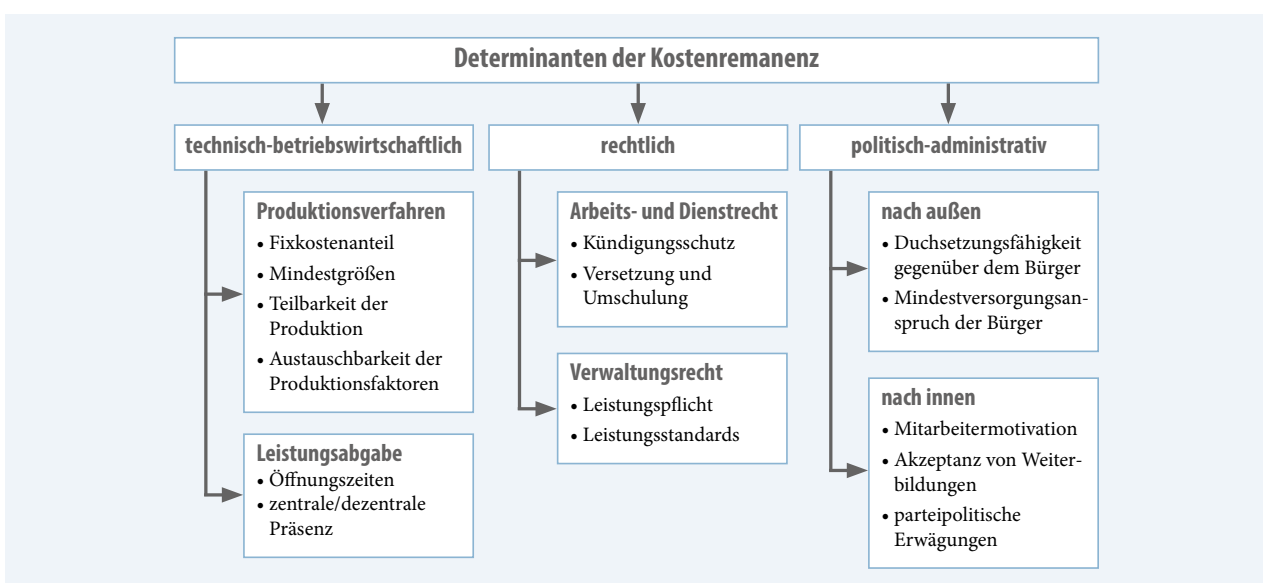 Determinanten der Kostenremanenz
technisch-betriebswirtschaftlich
Produktionsverfahren
• Fixkostenanteil
• Mindestgrößen
• Teilbarkeit der
Produktion
• Austauschbarkeit der
Produktionsfaktoren
Leistungsabgabe
• Öffnungszeiten
• zentrale/dezentrale
Präsenz
rechtlich
Arbeits- und Dienstrecht
• Kündigungsschutz
• Versetzung und
Umschulung
Verwaltungsrecht
• Leistungspflicht
• Leistungsstandards
politisch-administrativ
nach außen
• Duchsetzungsfähigkeit
gegenüber dem Bürger
• Mindestversorgungsan-
spruch der Bürger
nach innen
• Mitarbeitermotivation
• Akzeptanz von Weiter-
bildungen
• parteipolitische
Erwägungen